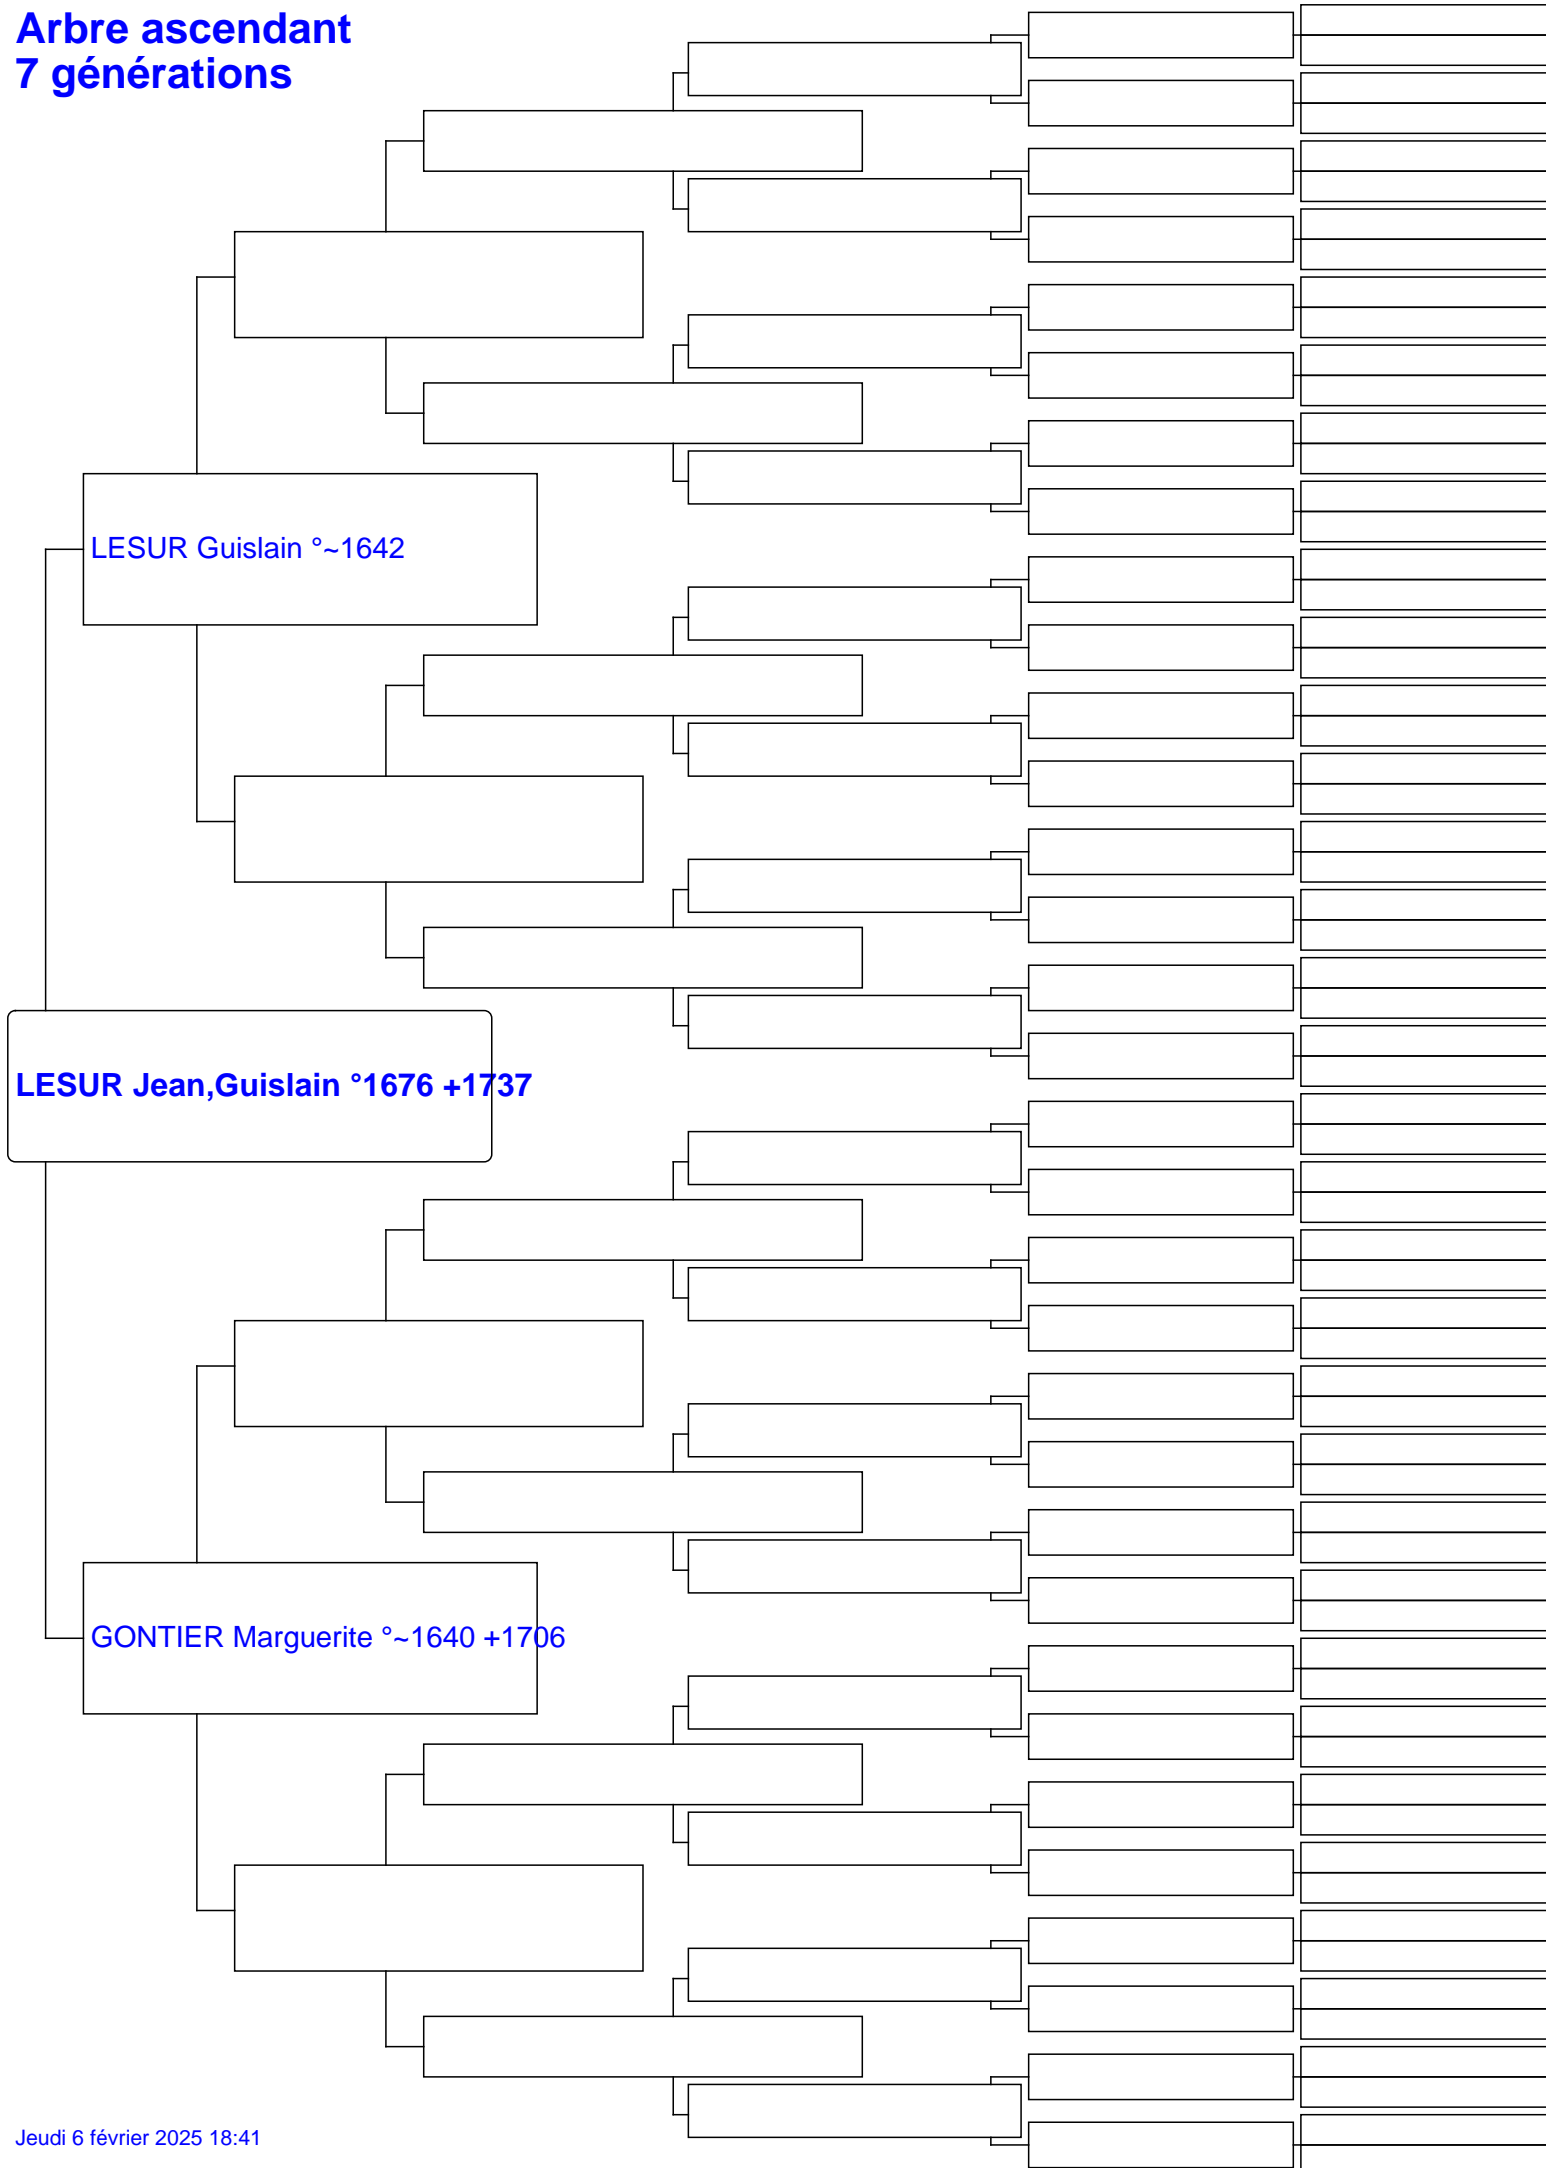 Arbre ascendant
7 générations
LESUR Guislain °~1642
LESUR Jean,Guislain °1676 +1737
GONTIER Marguerite °~1640 +1706
Jeudi 6 février 2025 18:41